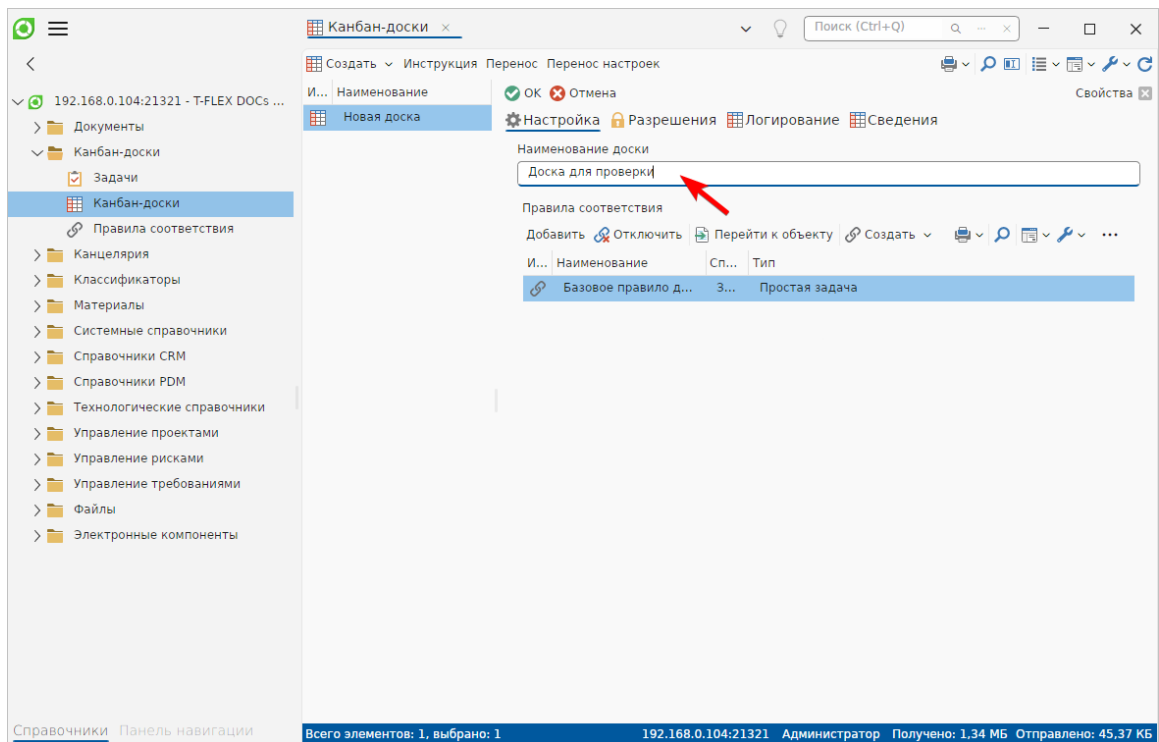 Канбан-доски
Поиск (Ctrl+Q)
Создать Инструкция Перенос Перенос настроек
192.168.0.104:21321 - T-FLEX DOCs ...
Документы
Канбан-доски
Задачи
Канбан-доски
Правила соответствия
Канцелярия
Классификаторы
Материалы
Системные справочники
Справочники CRM
Справочники PDM
Технологические справочники
Управление проектами
Управление рисками
Управление требованиями
Файлы
Электронные компоненты
Справочники Панель навигации
И... Наименование
Новая доска
ОК Отмена Свойства
Настройка Разрешения Логирование Сведения
Наименование доски
Доска для проверки
Правила соответствия
Добавить Отключить Перейти к объекту Создать ...
И... Наименование Сп... Тип
Базовое правило д... З... Простая задача
Всего элементов: 1, выбрано: 1 192.168.0.104:21321 Администратор Получено: 1,34 МБ Отправлено: 45,37 КБ